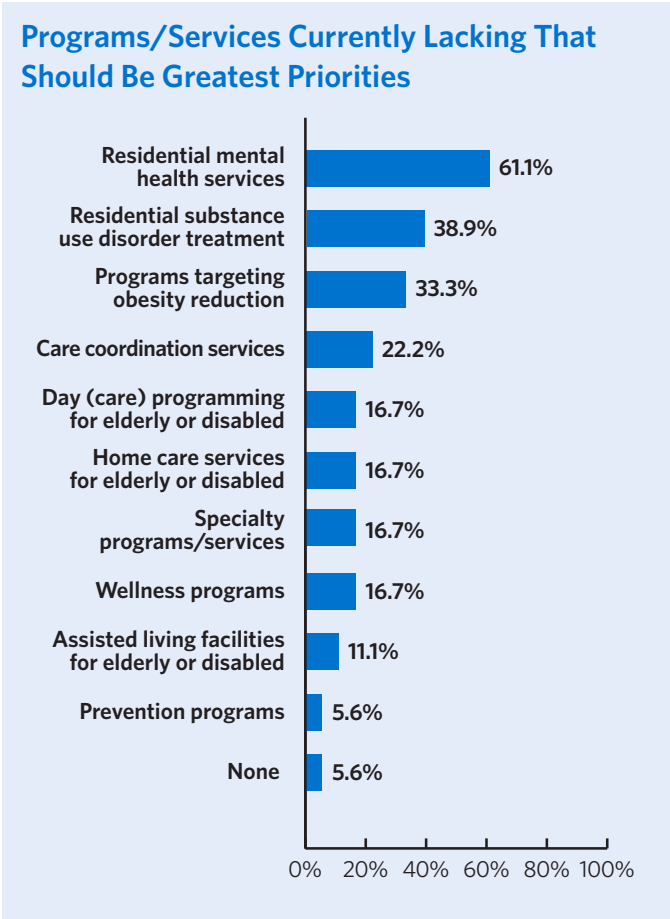 Programs/Services Currently Lacking That
Should Be Greatest Priorities
Residential mental
health services
61.1%
Residential substance
use disorder treatment
38.9%
Programs targeting
obesity reduction
33.3%
Care coordination services
22.2%
Day (care) programming
for elderly or disabled
16.7%
Home care services
for elderly or disabled
16.7%
Specialty
programs/services
16.7%
Wellness programs
16.7%
Assisted living facilities
for elderly or disabled
11.1%
Prevention programs
5.6%
None
5.6%
0% 20% 40% 60% 80% 100%